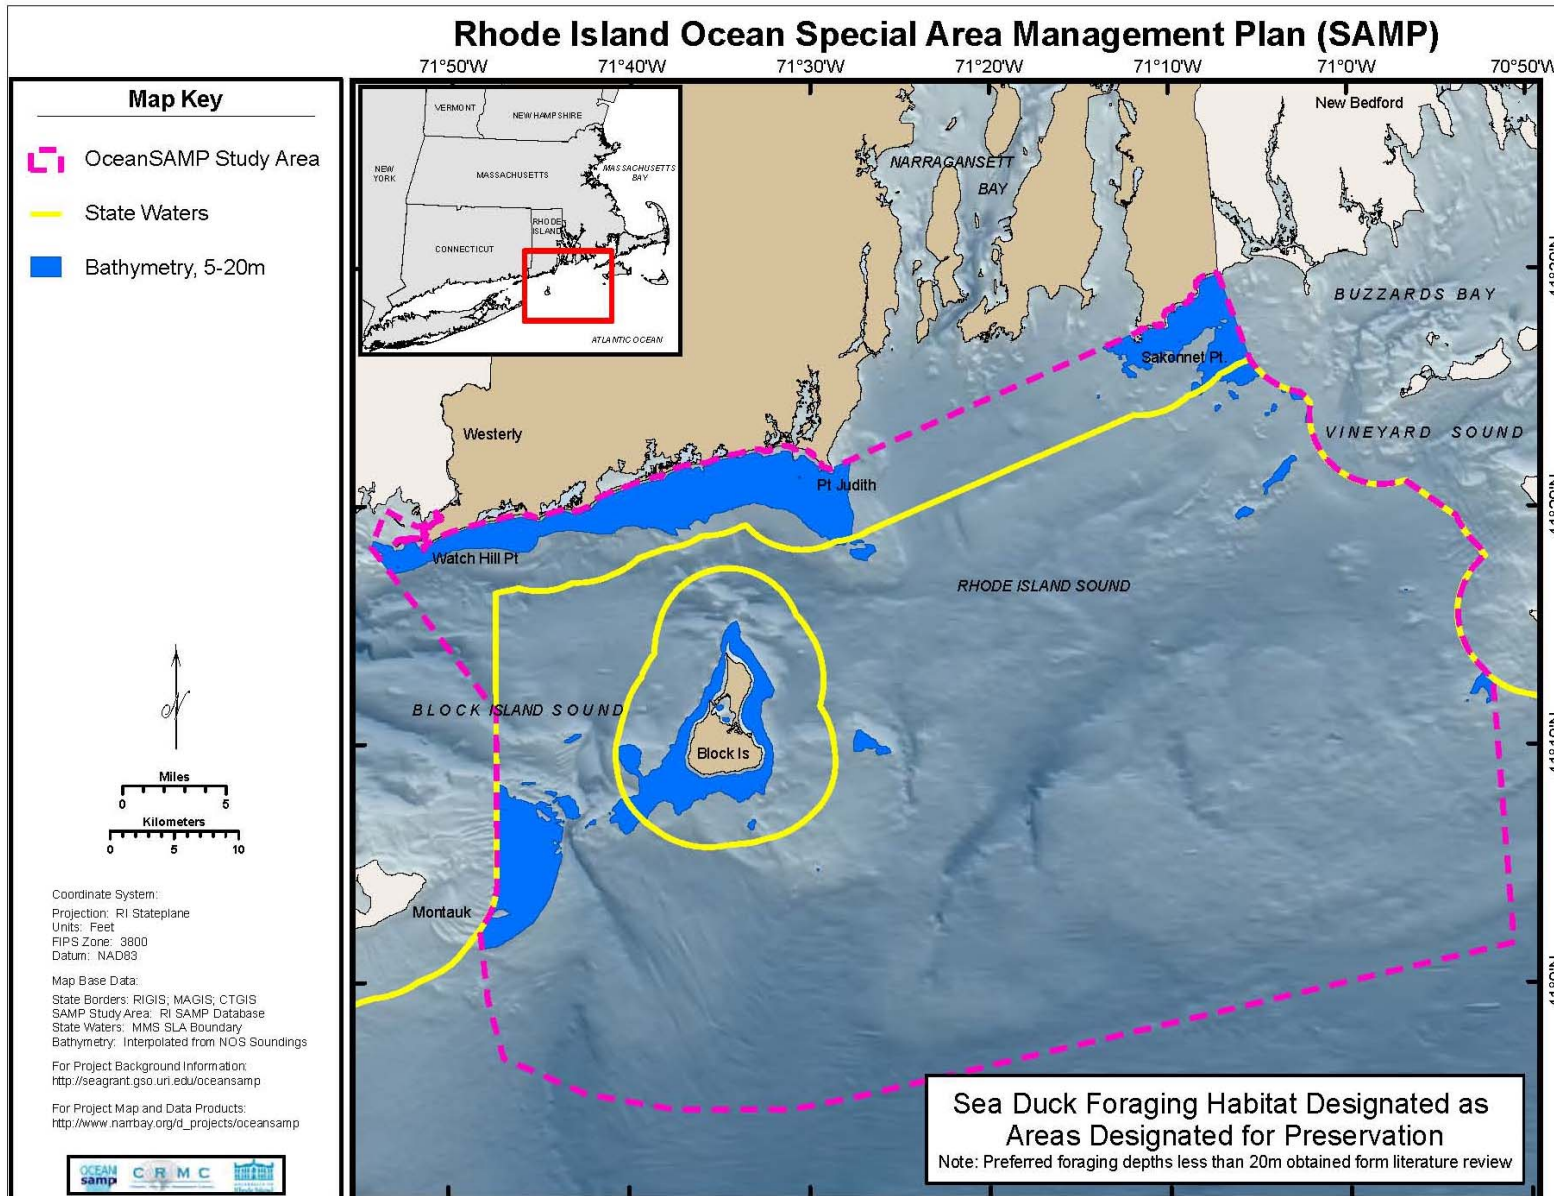 Rhode Island Ocean Special Area Management Plan (SAMP)
71°50'W 71°40'W 71°30'W 71°20'W 71°10'W 71°0'W 70°50'W
Map Key
OceanSAMP Study Area
State Waters
Bathymetry, 5-20m
Miles
0 5
Kilometers
0 5 10
Coordinate System:
Projection: RI Stateplane
Units: Feet
FIPS Zone: 3800
Datum: NAD83
Map Base Data:
State Borders: RIGIS; MAGIS; CTGIS
SAMP Study Area: RI SAMP Database
State Waters: MMS SLA Boundary
Bathymetry: Interpolated from NOS Soundings
For Project Background Information:
http://seagrant.gso.uri.edu/oceansamp
For Project Map and Data Products:
http://www.narrbay.org/d_projects/oceansamp
OCEAN
samp
CRMC
VERMONT
NEW HAMPSHIRE
NEW
YORK
MASSACHUSETTS
MASSACHUSETTS
BAY
RHODE
ISLAND
CONNECTICUT
ATLANTIC OCEAN
New Bedford
NARRAGANSETT
BAY
BUZZARDS BAY
Sakonnet Pt.
VINEYARD SOUND
Westerly
Pt Judith
Watch Hill Pt
RHODE ISLAND SOUND
BLOCK ISLAND SOUND
Block Is
Montauk
Sea Duck Foraging Habitat Designated as
Areas Designated for Preservation
Note: Preferred foraging depths less than 20m obtained form literature review